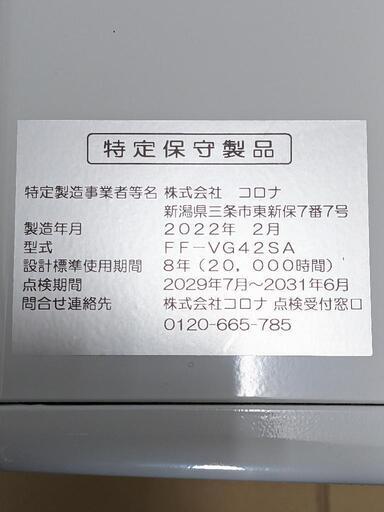 特定保守製品
特定製造事業者等名 株式会社 コロナ
新潟県三条市東新保7番7号
製造年月 2022年 2月
型式 FF-VG42SA
設計標準使用期間 8年(20,000時間)
点検期間 2029年7月~2031年6月
問合せ連絡先 株式会社コロナ 点検受付窓口
0120-665-785